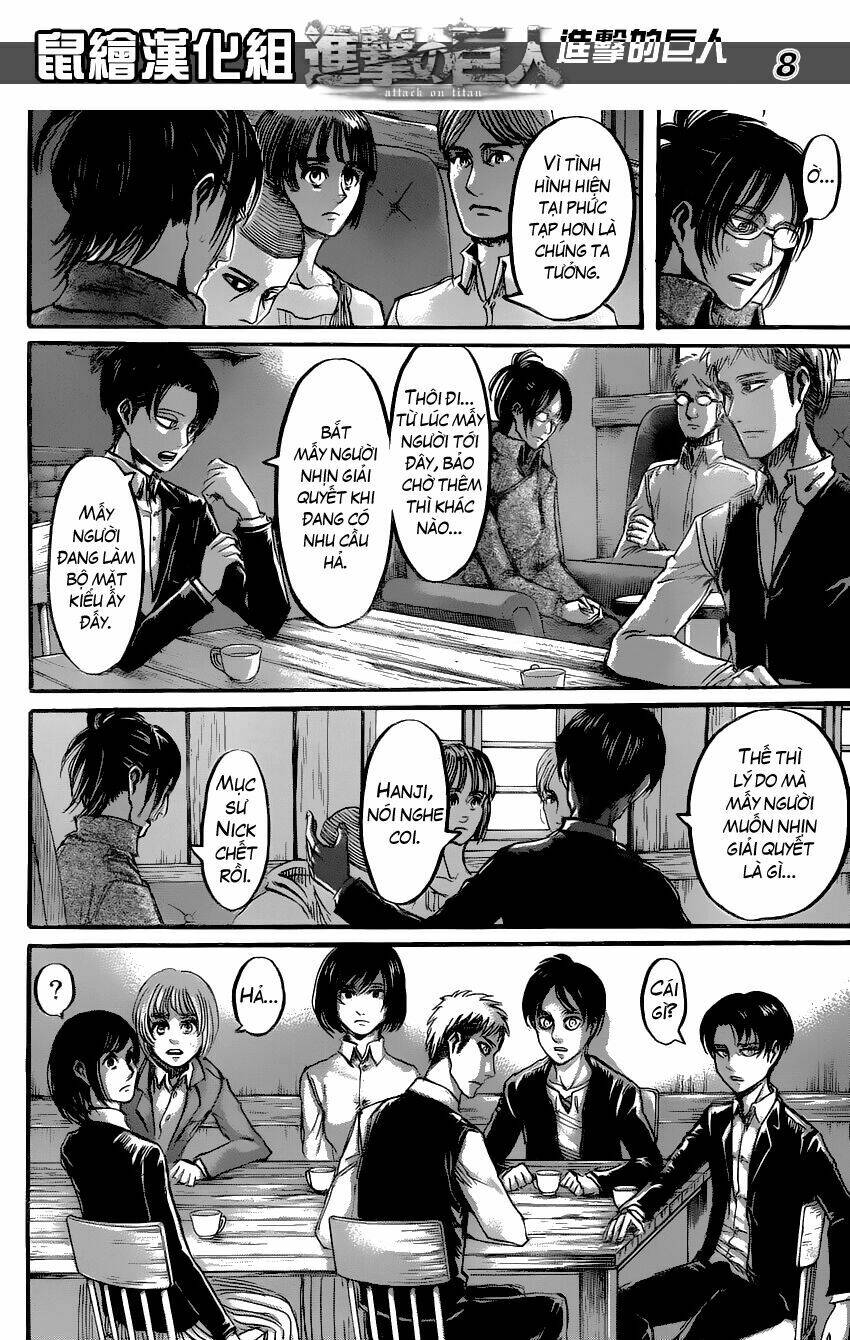 鼠繪漢化組
進撃の巨人
attack on titan
進擊的巨人
8
Ờ...
VÌ TÌNH
HÌNH HIỆN
TẠI PHỨC
TẠP HƠN LÀ
CHÚNG TA
TƯỞNG.
THÔI ĐI...
TỪ LÚC MẤY
NGƯỜI TỚI
ĐÂY, BẢO
CHỜ THÊM
THÌ KHÁC
NÀO...
BẮT
MẤY NGƯỜI
NHỊN GIẢI
QUYẾT KHI
ĐANG CÓ
NHU CẦU
HẢ.
MẤY
NGƯỜI
ĐANG LÀM
BỘ MẶT
KIỂU ẤY
ĐẤY.
THẾ THÌ
LÝ DO MÀ
MẤY NGƯỜI
MUỐN NHỊN
GIẢI QUYẾT
LÀ GÌ...
HANJI,
NÓI NGHE
COI.
MỤC
SƯ
NICK
CHẾT
RỒI.
CÁI
GÌ?
HẢ...
?